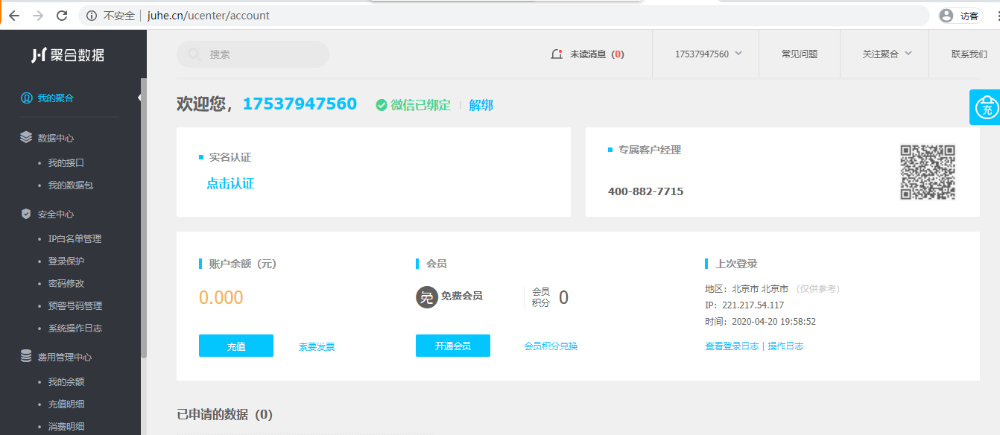 不安全 juhe.cn/ucenter/account 访客
聚合数据
搜索
未读消息 (0)
17537947560
常见问题
关注聚合
联系我们
我的聚合
数据中心
我的接口
我的数据包
安全中心
IP白名单管理
登录保护
密码修改
预警号码管理
系统操作日志
费用管理中心
我的余额
充值明细
消费明细
欢迎您，17537947560 微信已绑定 解绑
充
实名认证
点击认证
专属客户经理
400-882-7715
账户余额（元）
0.000
充值 索要发票
会员
免 免费会员
会员
积分 0
开通会员 会员积分兑换
上次登录
地区：北京市 北京市 （仅供参考）
IP：221.217.54.117
时间：2020-04-20 19:58:52
查看登录日志 | 操作日志
已申请的数据（0）